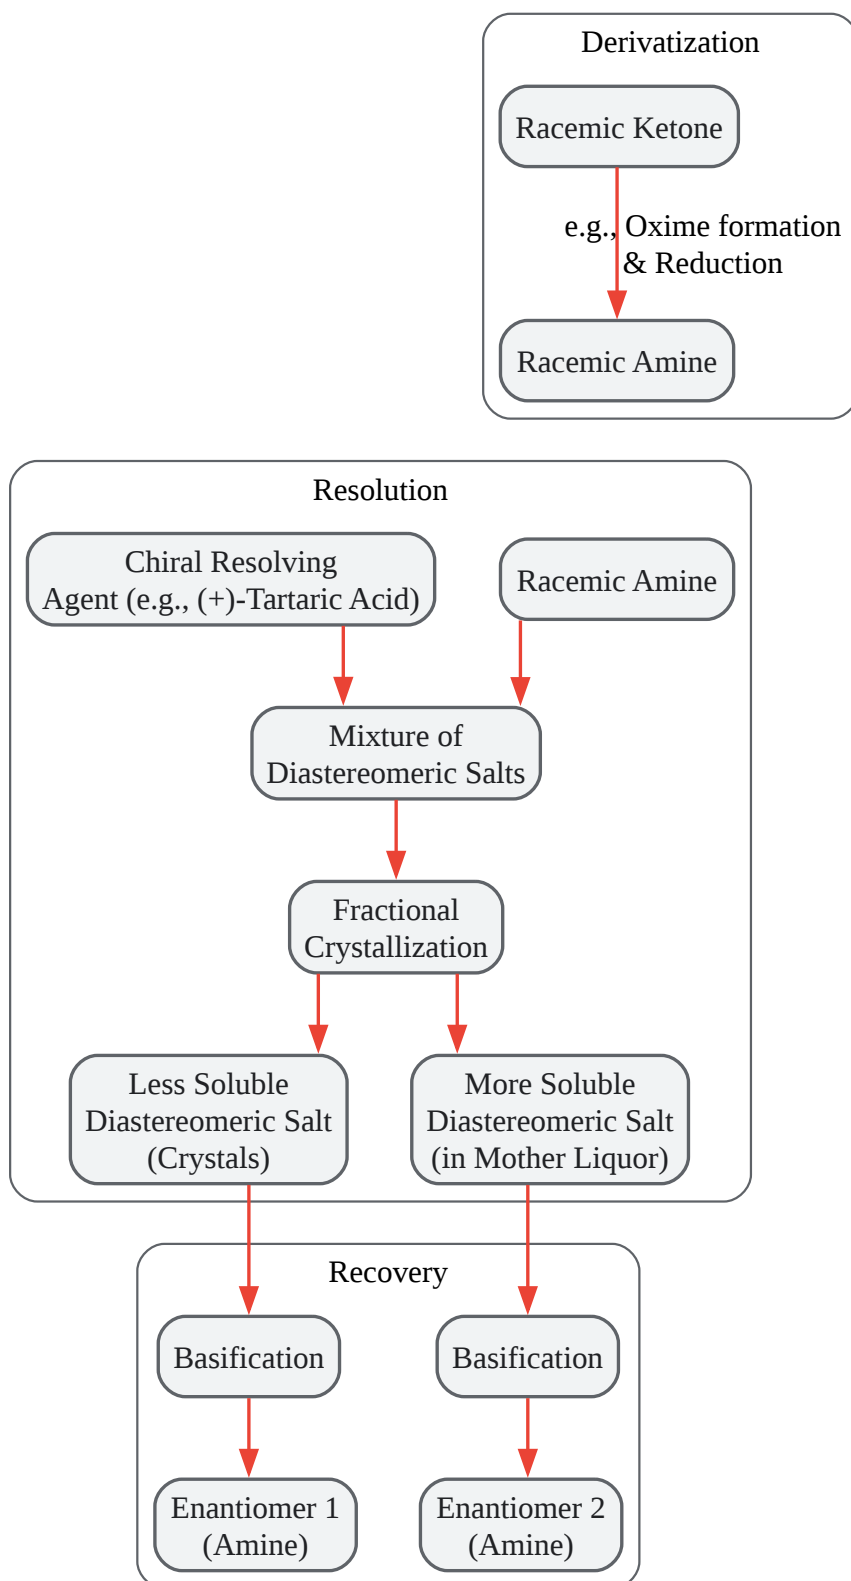 Derivatization
Racemic Ketone
e.g., Oxime formation
& Reduction
Racemic Amine
Resolution
Chiral Resolving
Agent (e.g., (+)-Tartaric Acid)
Racemic Amine
Mixture of
Diastereomeric Salts
Fractional
Crystallization
Less Soluble
Diastereomeric Salt
(Crystals)
More Soluble
Diastereomeric Salt
(in Mother Liquor)
Recovery
Basification
Basification
Enantiomer 1
(Amine)
Enantiomer 2
(Amine)